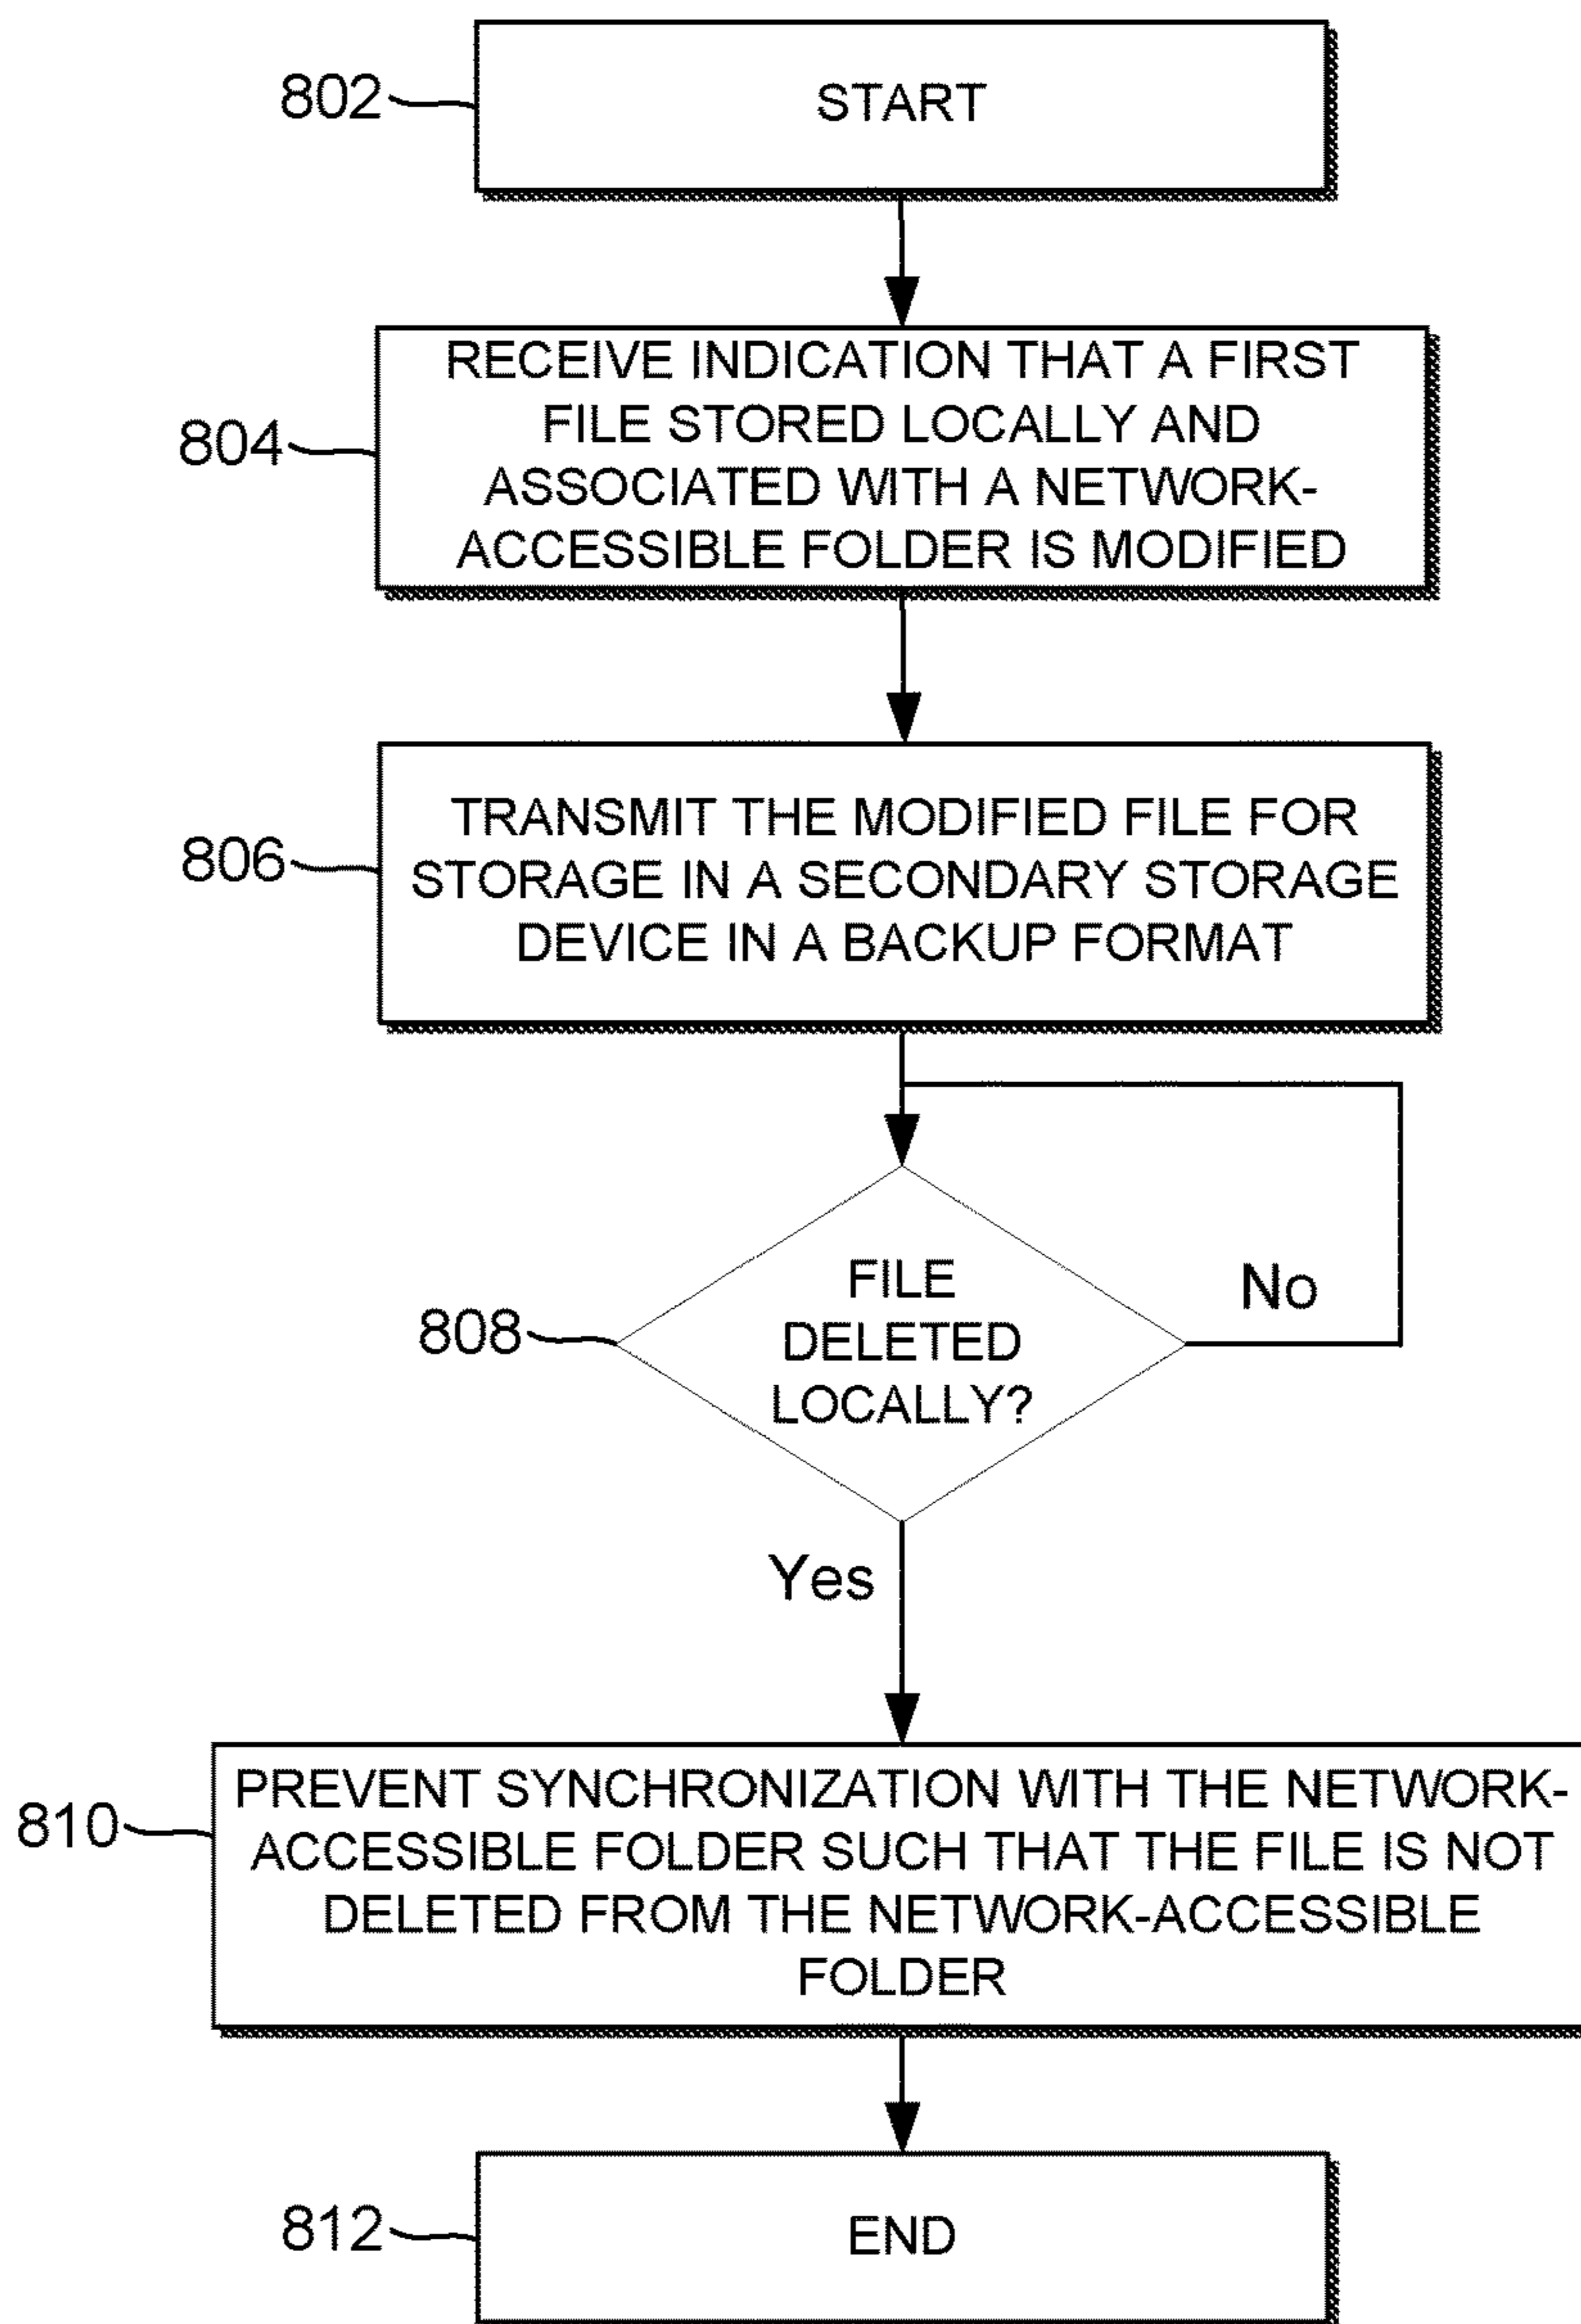 802
START
804
RECEIVE INDICATION THAT A FIRST
FILE STORED LOCALLY AND
ASSOCIATED WITH A NETWORK-
ACCESSIBLE FOLDER IS MODIFIED
806
TRANSMIT THE MODIFIED FILE FOR
STORAGE IN A SECONDARY STORAGE
DEVICE IN A BACKUP FORMAT
808
FILE
DELETED
LOCALLY?
No
Yes
810
PREVENT SYNCHRONIZATION WITH THE NETWORK-
ACCESSIBLE FOLDER SUCH THAT THE FILE IS NOT
DELETED FROM THE NETWORK-ACCESSIBLE
FOLDER
812
END